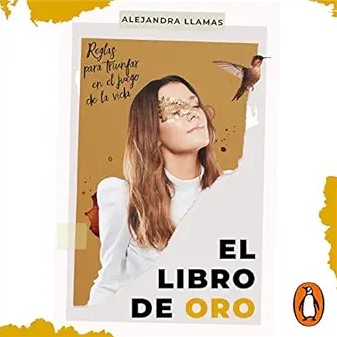 ALEJANDRA LLAMAS
Reglas
para triunfar
en el juego
de la vida
EL
LIBRO
DE ORO